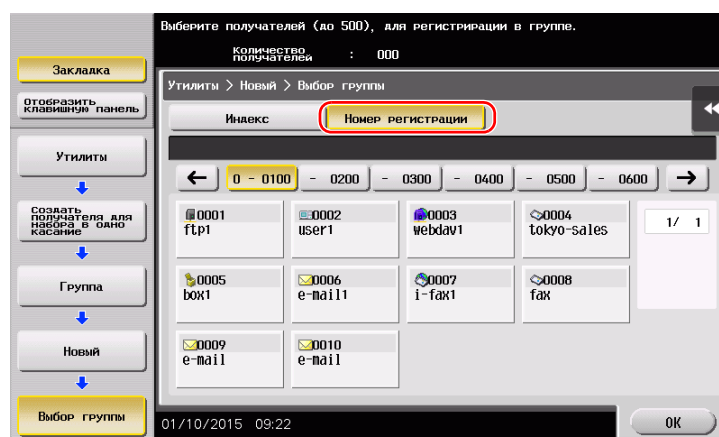 Выберите получателей (до 500), для регистрирации в группе.
Количество получателей : 000
Закладка
Отобразить
клавишную панель
Утилиты
Создать
получателя для
набора в одно
касание
Группа
Новый
Выбор группы
Утилиты > Новый > Выбор группы
Индекс
Номер регистрации
← 0 - 0100 - 0200 - 0300 - 0400 - 0500 - 0600 →
0001
ftp1
0002
user1
0003
webdav1
0004
tokyo-sales
1/ 1
0005
box1
0006
e-mail1
0007
i-fax1
0008
fax
0009
e-mail
0010
e-mail
01/10/2015 09:22
OK